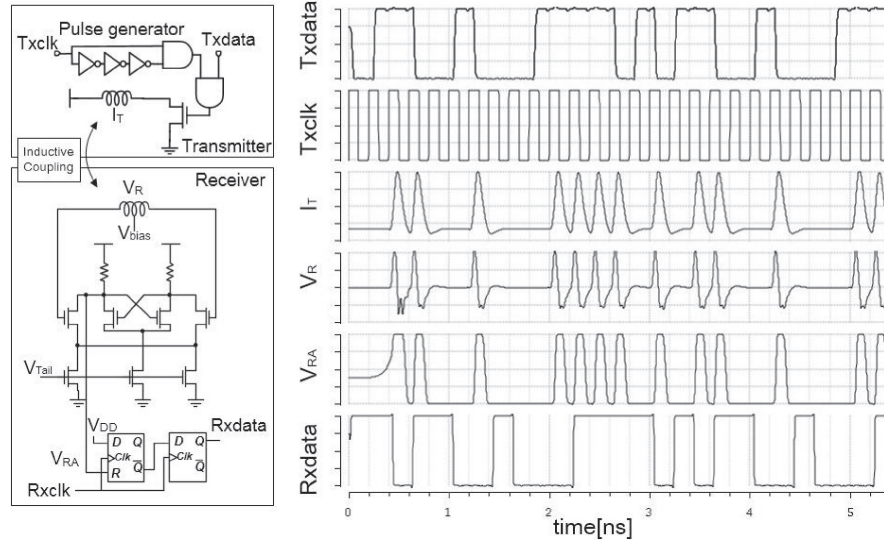 Pulse generator
Txclk
Txdata
I_T
Transmitter
Inductive
Coupling
Receiver
V_R
V_bias
V_Tail
V_DD
D Q
Clk
R Q̅
D Q
Clk
Q̅
Rxdata
V_RA
Rxclk
Txdata
Txclk
I_T
V_R
V_RA
Rxdata
0 1 2 3 4 5
time[ns]